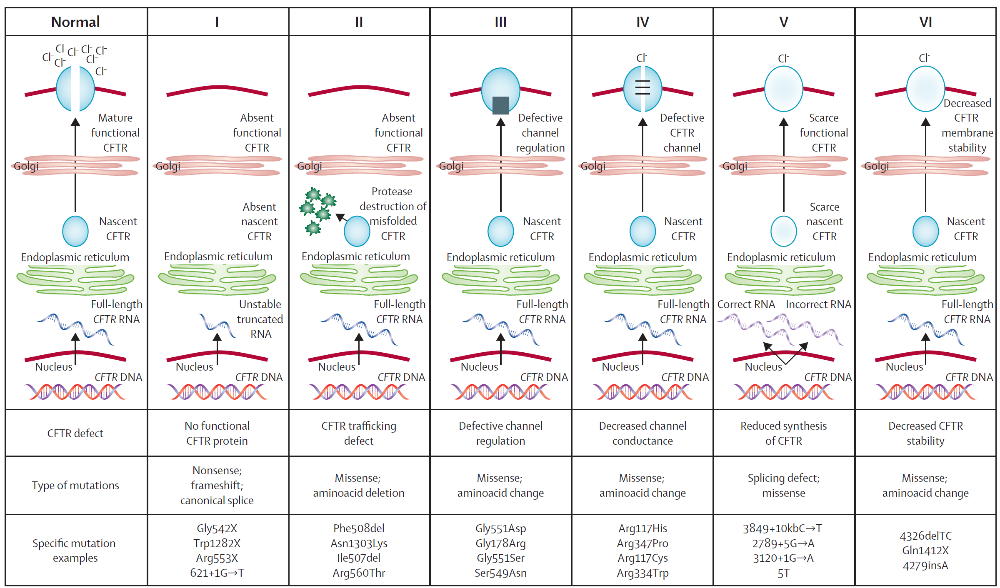 Normal
I
II
III
IV
V
VI
Cl⁻ Cl⁻ Cl⁻ Cl⁻ Cl⁻ Cl⁻ Cl⁻ Cl⁻
Mature
functional
CFTR
Golgi
Nascent
CFTR
Endoplasmic reticulum
Full-length
CFTR RNA
Nucleus
CFTR DNA
Absent
functional
CFTR
Golgi
Absent
nascent
CFTR
Endoplasmic reticulum
Unstable
truncated
RNA
Nucleus
CFTR DNA
Absent
functional
CFTR
Golgi
Protease
destruction of
misfolded
CFTR
Endoplasmic reticulum
Full-length
CFTR RNA
Nucleus
CFTR DNA
Defective
channel
regulation
Golgi
Nascent
CFTR
Endoplasmic reticulum
Full-length
CFTR RNA
Nucleus
CFTR DNA
Cl⁻
Defective
CFTR
channel
Golgi
Nascent
CFTR
Endoplasmic reticulum
Full-length
CFTR RNA
Nucleus
CFTR DNA
Cl⁻
Scarce
functional
CFTR
Golgi
Scarce
nascent
CFTR
Endoplasmic reticulum
Correct RNA
Incorrect RNA
Nucleus
CFTR DNA
Cl⁻
Decreased
CFTR
membrane
stability
Golgi
Nascent
CFTR
Endoplasmic reticulum
Full-length
CFTR RNA
Nucleus
CFTR DNA
CFTR defect
No functional
CFTR protein
CFTR trafficking
defect
Defective channel
regulation
Decreased channel
conductance
Reduced synthesis
of CFTR
Decreased CFTR
stability
Type of mutations
Nonsense;
frameshift;
canonical splice
Missense;
aminoacid deletion
Missense;
aminoacid change
Missense;
aminoacid change
Splicing defect;
missense
Missense;
aminoacid change
Specific mutation
examples
Gly542X
Trp1282X
Arg553X
621+1G→T
Phe508del
Asn1303Lys
Ile507del
Arg560Thr
Gly551Asp
Gly178Arg
Gly551Ser
Ser549Asn
Arg117His
Arg347Pro
Arg117Cys
Arg334Trp
3849+10kbC→T
2789+5G→A
3120+1G→A
5T
4326delTC
Gln1412X
4279insA